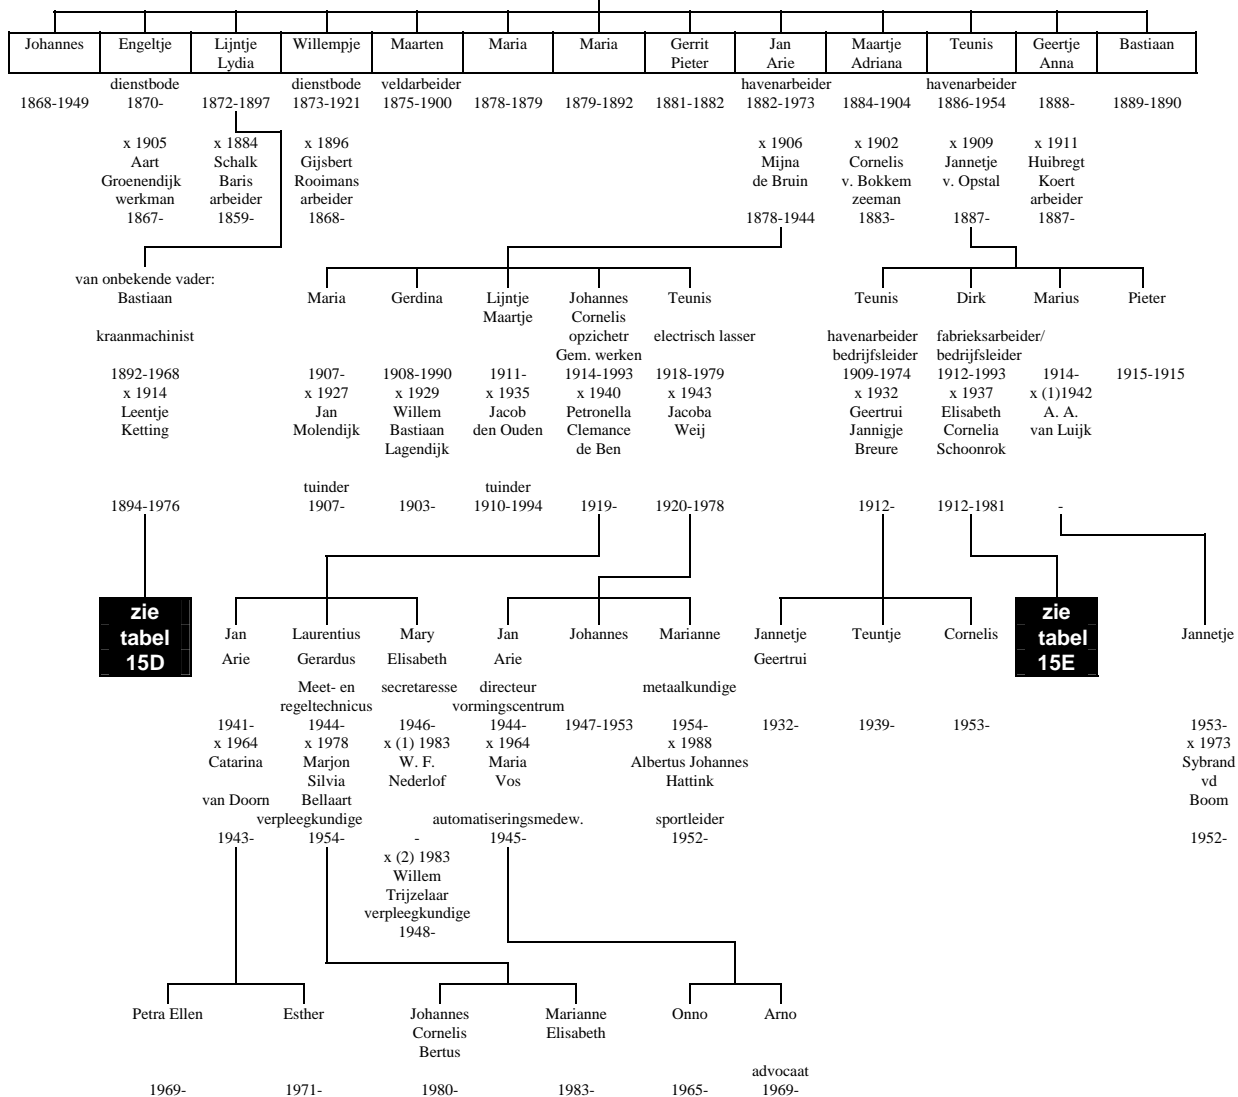 Johannes Engeltje Lijntje Willempje Maarten Maria Maria Gerrit Jan Maartje Teunis Geertje Bastiaan
Lydia Pieter Arie Adriana Anna
dienstbode dienstbode veldarbeider havenarbeider havenarbeider
1868-1949 1870- 1872-1897 1873-1921 1875-1900 1878-1879 1879-1892 1881-1882 1882-1973 1884-1904 1886-1954 1888- 1889-1890
x 1905 x 1884 x 1896 x 1906 x 1902 x 1909 x 1911
Aart Schalk Gijsbert Mijna Cornelis Jannetje Huibregt
Groenendijk Baris Rooimans de Bruin v. Bokkem v. Opstal Koert
werkman arbeider arbeider zeeman arbeider
1867- 1859- 1868- 1878-1944 1883- 1887- 1887-
van onbekende vader:
Bastiaan Maria Gerdina Lijntje Johannes Teunis Teunis Dirk Marius Pieter
Maartje Cornelis
kraanmachinist opzichetr electrisch lasser havenarbeider fabrieksarbeider/
Gem. werken bedrijfsleider bedrijfsleider
1892-1968 1907- 1908-1990 1911- 1914-1993 1918-1979 1909-1974 1912-1993 1914- 1915-1915
x 1914 x 1927 x 1929 x 1935 x 1940 x 1943 x 1932 x 1937 x (1)1942
Leentje Jan Willem Jacob Petronella Jacoba Geertrui Elisabeth A. A.
Ketting Molendijk Bastiaan den Ouden Clemance Weij Jannigje Cornelia van Luijk
Lagendijk de Ben Breure Schoonrok
tuinder tuinder
1894-1976 1907- 1903- 1910-1994 1919- 1920-1978 1912- 1912-1981 -
zie zie
tabel Jan Laurentius Mary Jan Johannes Marianne Jannetje Teuntje Cornelis tabel Jannetje
15D Arie Gerardus Elisabeth Arie Geertrui 15E
Meet- en secretaresse directeur metaalkundige
regeltechnicus vormingscentrum
1941- 1944- 1946- 1944- 1947-1953 1954- 1932- 1939- 1953- 1953-
x 1964 x 1978 x (1) 1983 x 1964 x 1988 x 1973
Catarina Marjon W. F. Maria Albertus Johannes Sybrand
Silvia Nederlof Vos Hattink vd
van Doorn Bellaart Boom
verpleegkundige automatiseringsmedew. sportleider
1943- 1954- - 1945- 1952- 1952-
x (2) 1983
Willem
Trijzelaar
verpleegkundige
1948-
Petra Ellen Esther Johannes Marianne Onno Arno
Cornelis Elisabeth
Bertus
advocaat
1969- 1971- 1980- 1983- 1965- 1969-